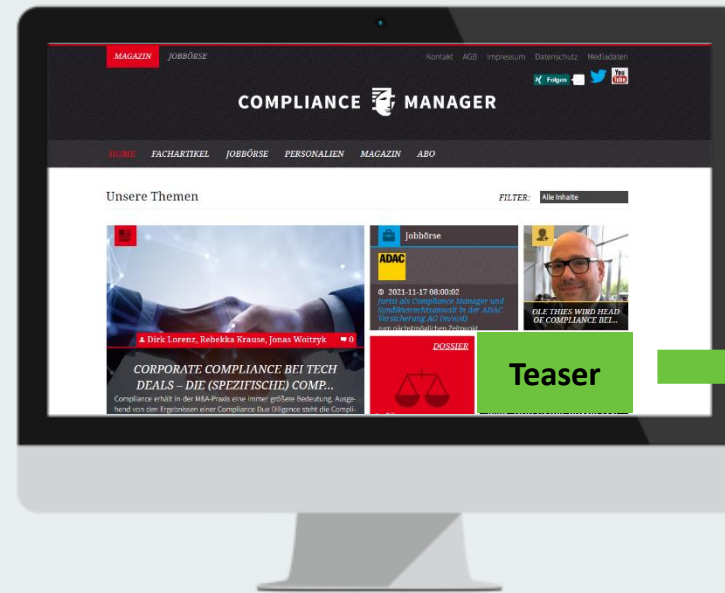 MAGAZIN JOBBÖRSE
Kontakt AGB Impressum Datenschutz Mediadaten
Folgen
You
Tube
COMPLIANCE MANAGER
HOME FACHARTIKEL JOBBÖRSE PERSONALIEN MAGAZIN ABO
Unsere Themen
FILTER: Alle Inhalte
Jobbörse
ADAC
2021-11-17 08:00:02
Jurist als Compliance Manager und
Syndikusrechtsanwalt in der ADAC
Versicherung AG (m/w/d)
zum nächstmöglichen Zeitpunkt
OLE THIES WIRD HEAD
OF COMPLIANCE BEI...
Dirk Lorenz, Rebekka Krause, Jonas Woitzyk 0
CORPORATE COMPLIANCE BEI TECH
DEALS – DIE (SPEZIFISCHE) COMP...
Compliance erhält in der M&A-Praxis eine immer größere Bedeutung. Ausge-
hend von den Ergebnissen einer Compliance Due Diligence steht die Compli-
DOSSIER
Teaser